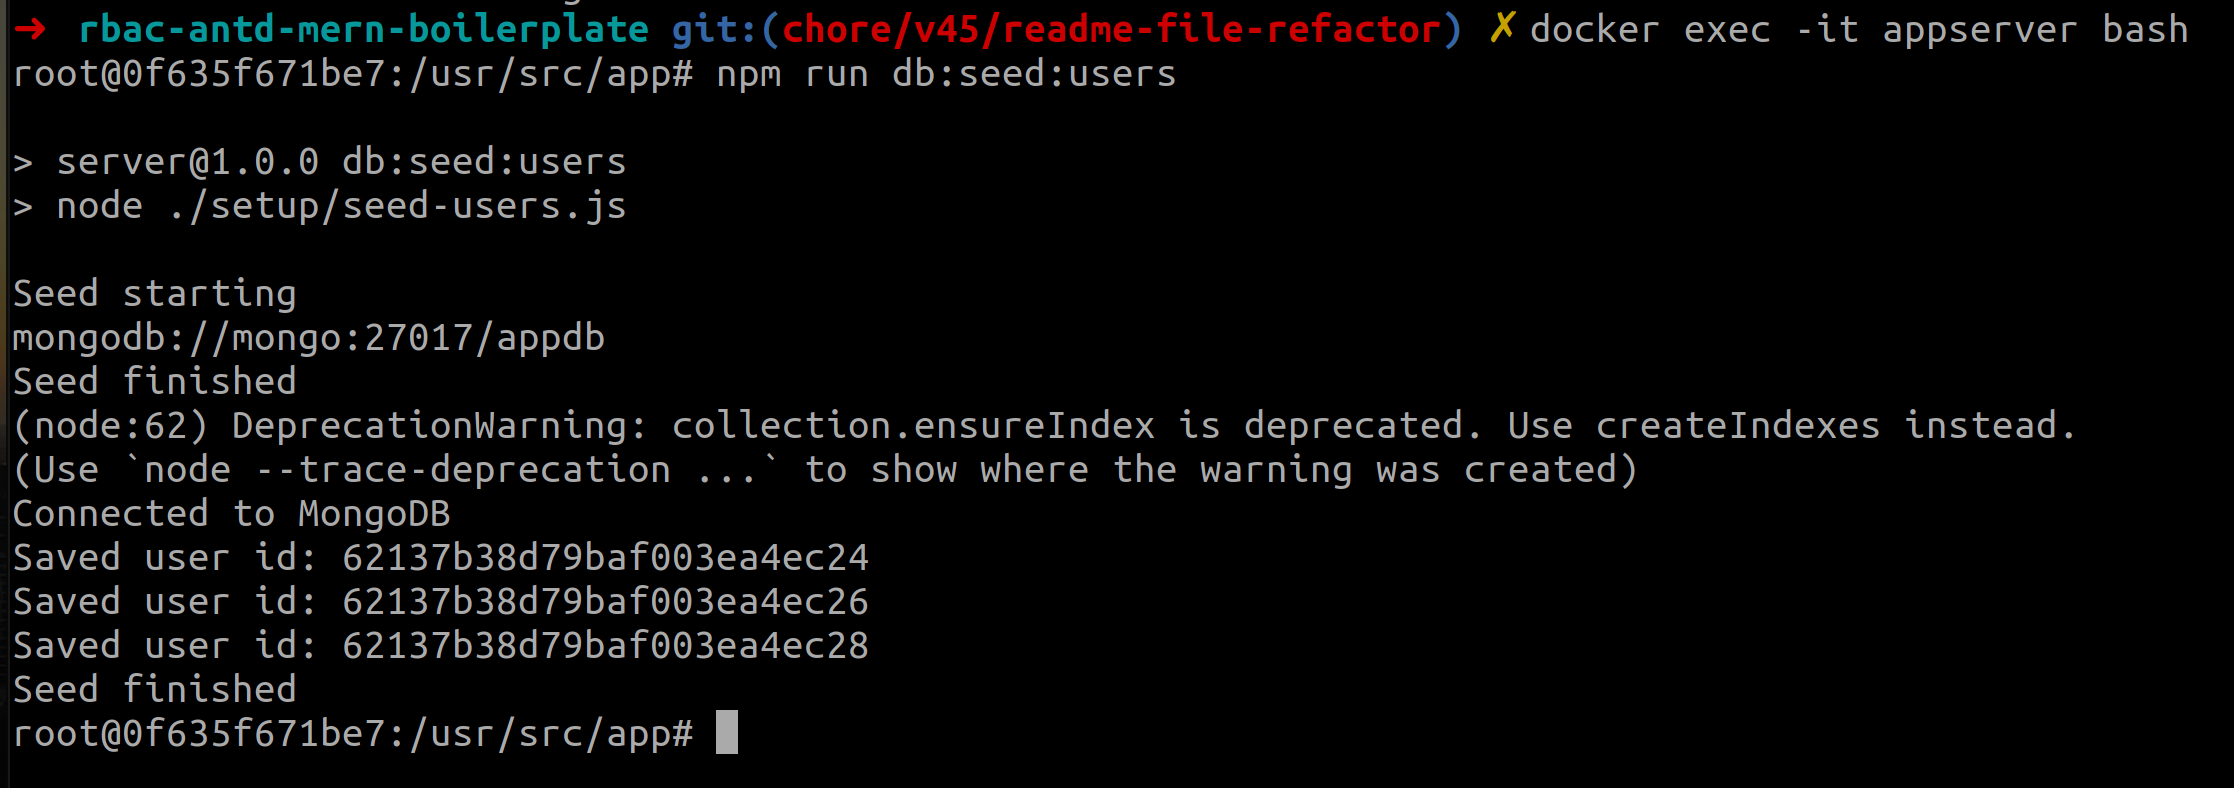 ➜ rbac-antd-mern-boilerplate git:(chore/v45/readme-file-refactor) ✗ docker exec -it appserver bash
root@0f635f671be7:/usr/src/app# npm run db:seed:users
> server@1.0.0 db:seed:users
> node ./setup/seed-users.js
Seed starting
mongodb://mongo:27017/appdb
Seed finished
(node:62) DeprecationWarning: collection.ensureIndex is deprecated. Use createIndexes instead.
(Use `node --trace-deprecation ...` to show where the warning was created)
Connected to MongoDB
Saved user id: 62137b38d79baf003ea4ec24
Saved user id: 62137b38d79baf003ea4ec26
Saved user id: 62137b38d79baf003ea4ec28
Seed finished
root@0f635f671be7:/usr/src/app#